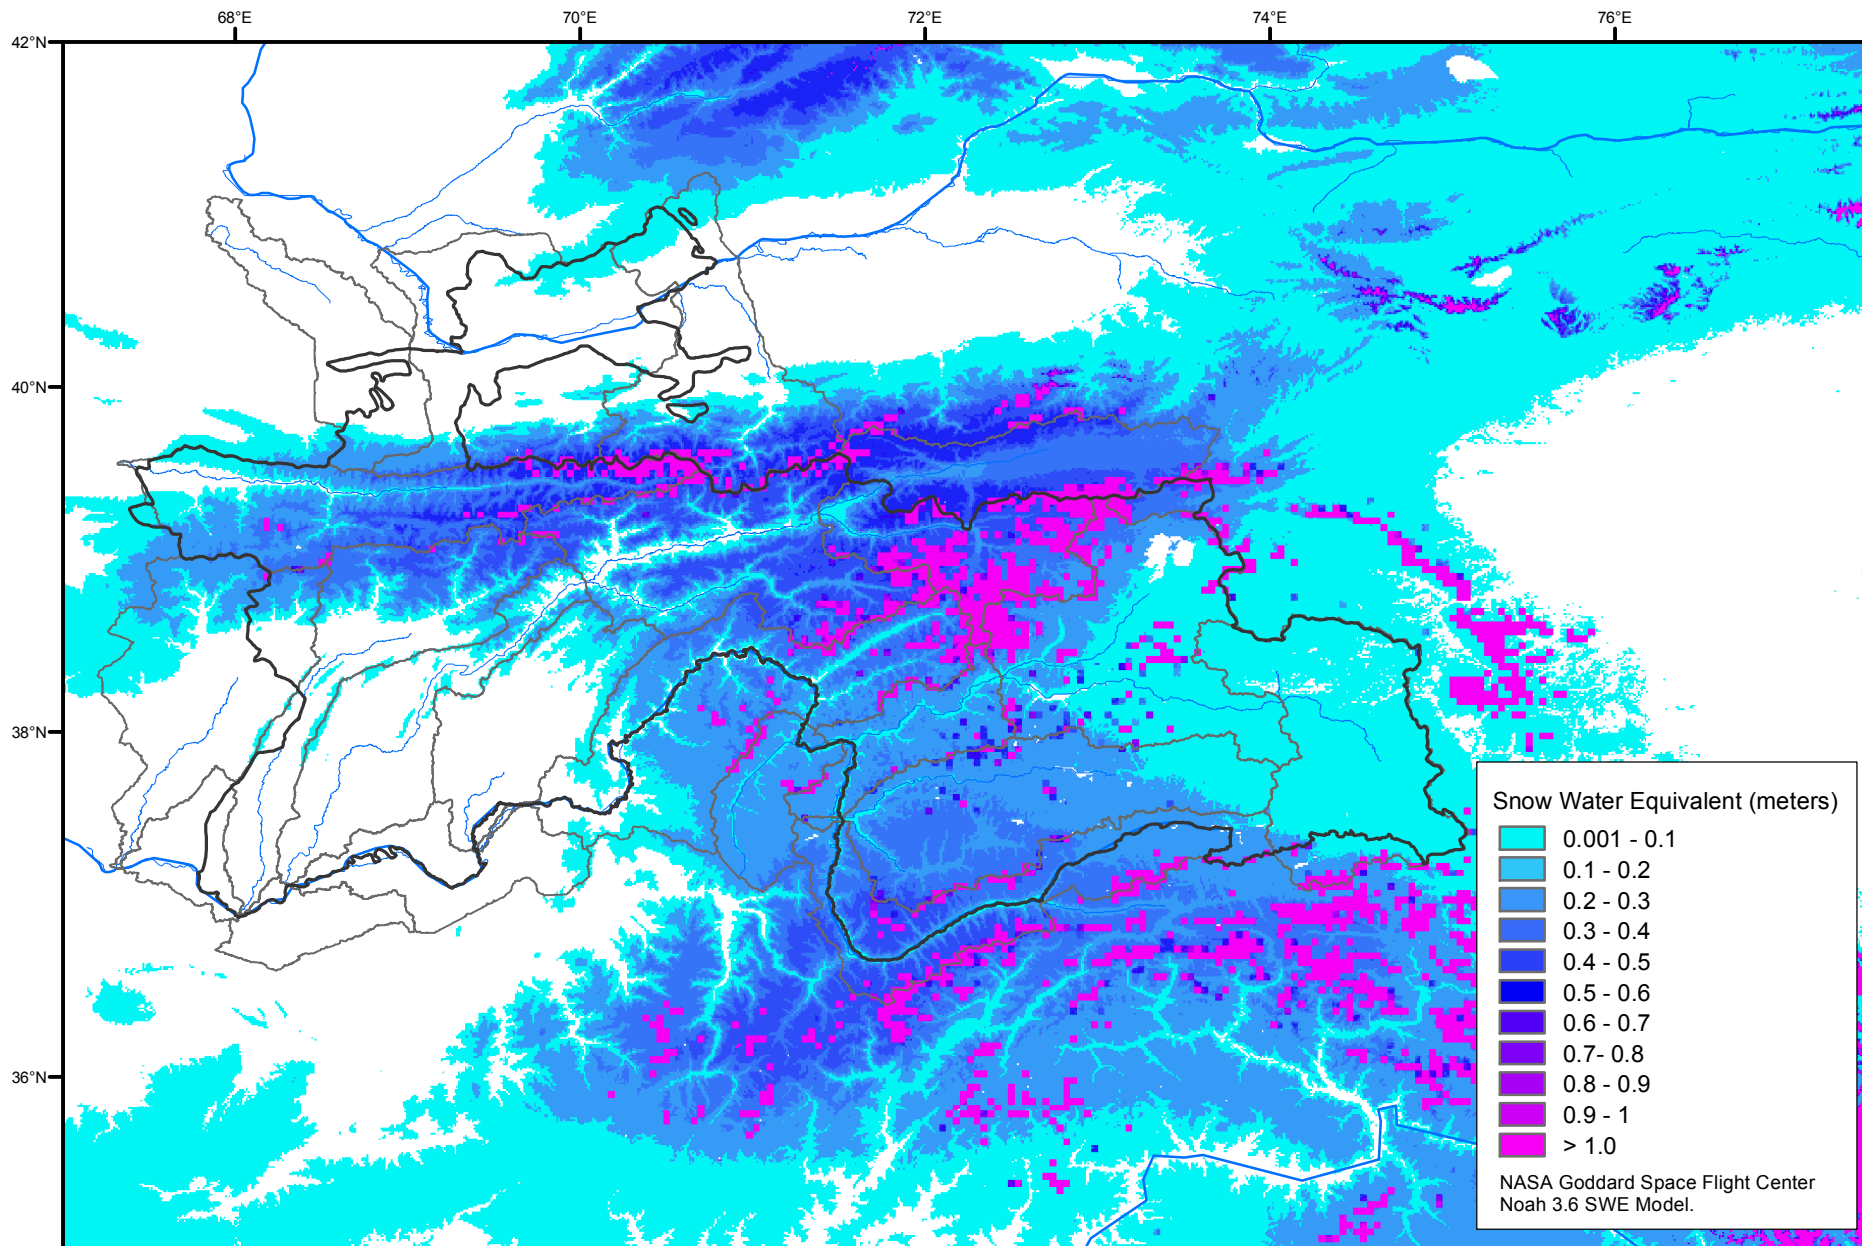 68°E
70°E
72°E
74°E
76°E
42°N
40°N
38°N
36°N
Snow Water Equivalent (meters)
0.001 - 0.1
0.1 - 0.2
0.2 - 0.3
0.3 - 0.4
0.4 - 0.5
0.5 - 0.6
0.6 - 0.7
0.7- 0.8
0.8 - 0.9
0.9 - 1
> 1.0
NASA Goddard Space Flight Center
Noah 3.6 SWE Model.